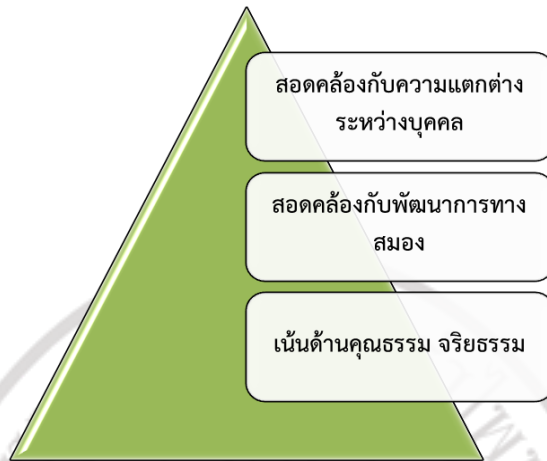 สอดคล้องกับความแตกต่าง
ระหว่างบุคคล
สอดคล้องกับพัฒนาการทาง
สมอง
เน้นด้านคุณธรรม จริยธรรม